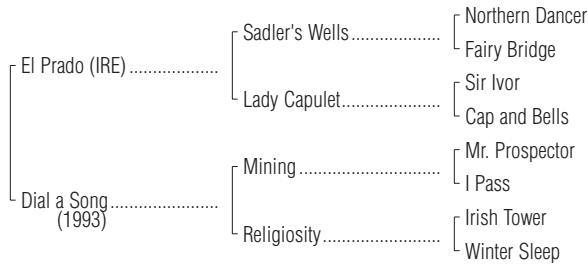 Northern Dancer
Sadler's Wells
Fairy Bridge
El Prado (IRE)
Sir Ivor
Lady Capulet
Cap and Bells
Mr. Prospector
Mining
I Pass
Dial a Song
(1993)
Irish Tower
Religiosity
Winter Sleep